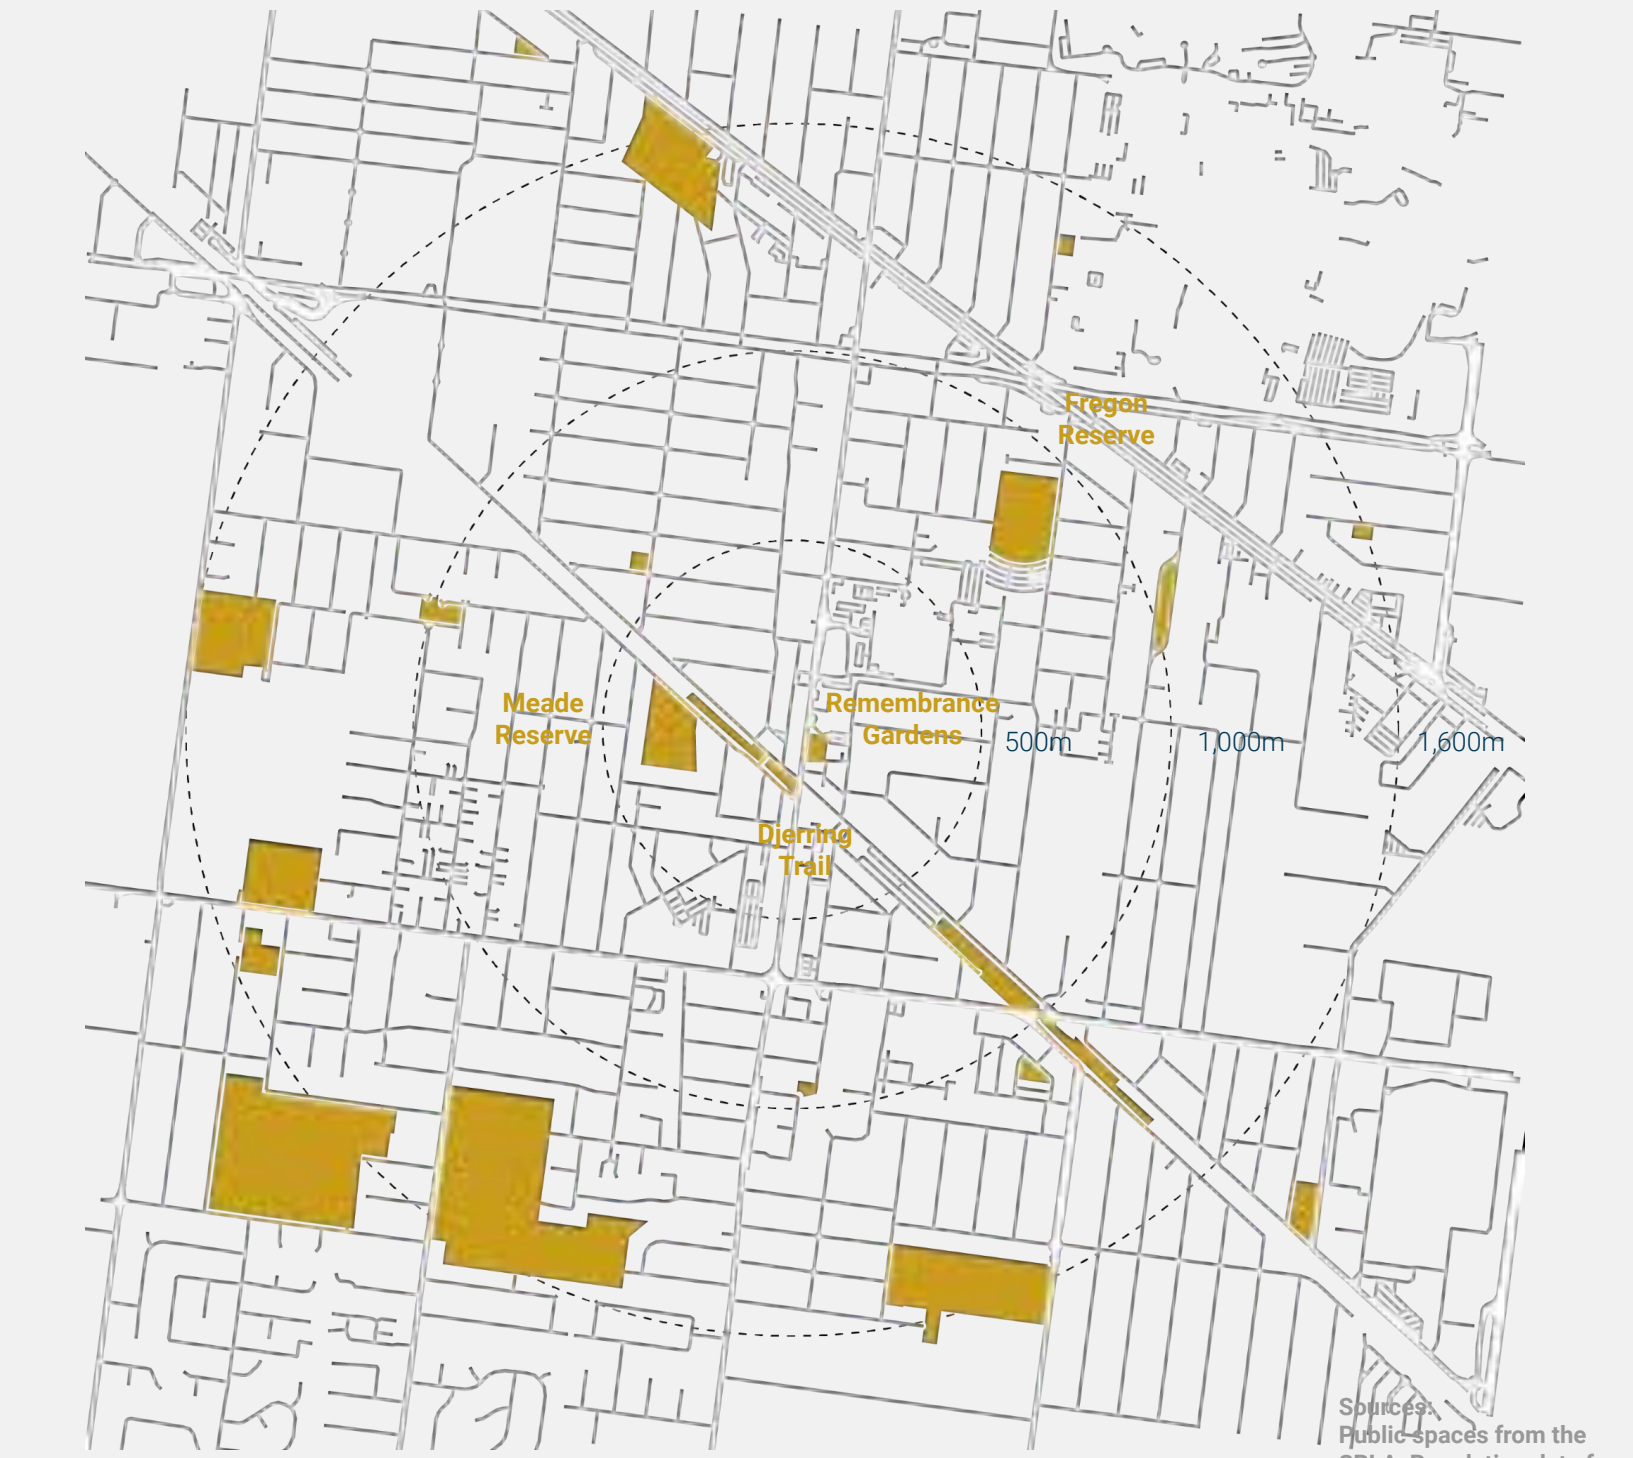 Fregon
Reserve
Meade
Reserve
Remembrance
Gardens
500m
1,000m
1,600m
Djerring
Trail
Sources:
Public spaces from the